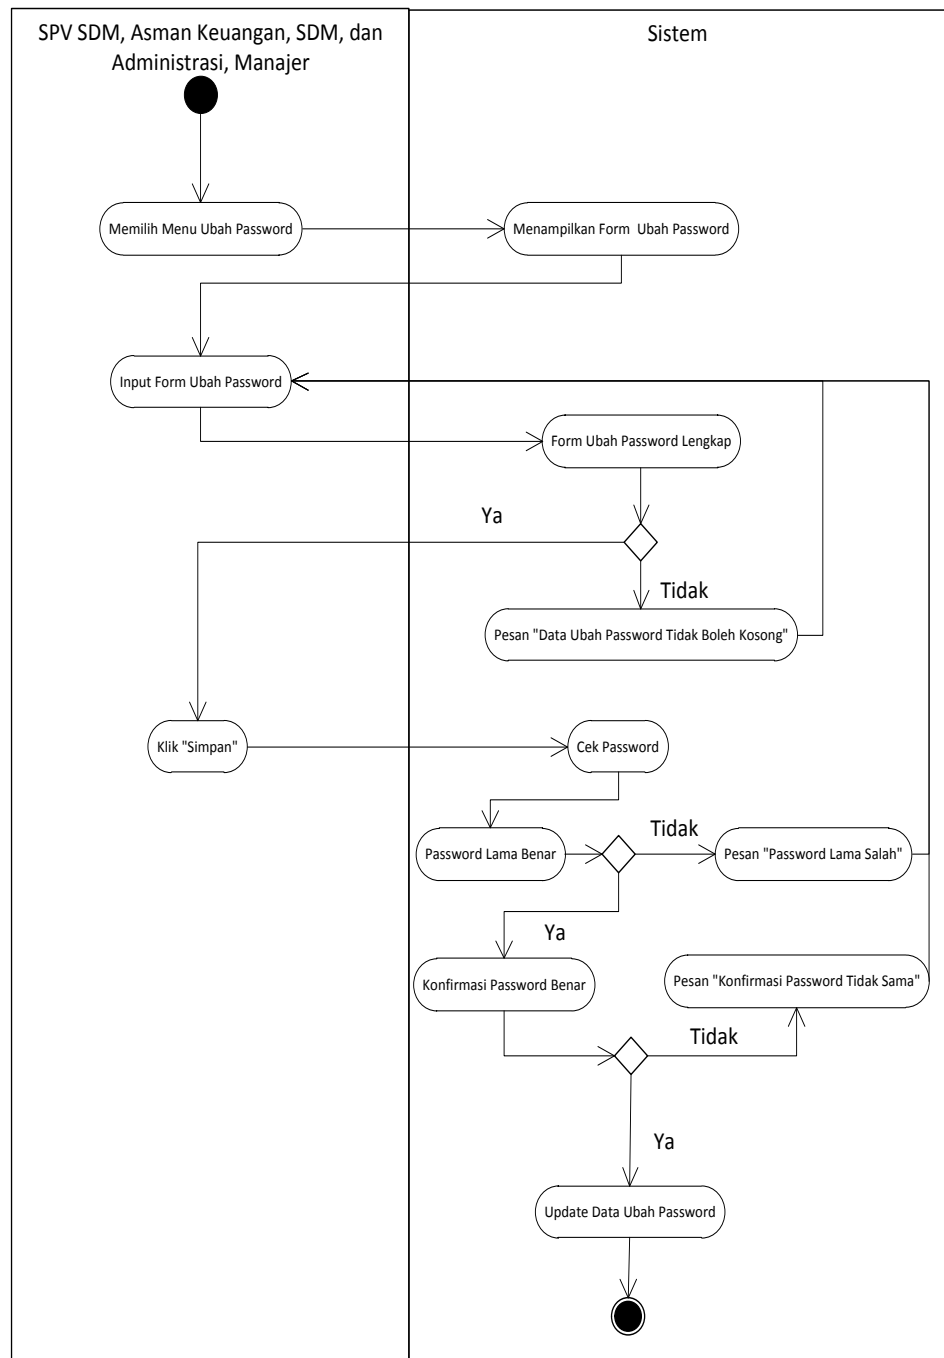 SPV SDM, Asman Keuangan, SDM, dan
Administrasi, Manajer
Sistem
Memilih Menu Ubah Password
Menampilkan Form  Ubah Password
Input Form Ubah Password
Form Ubah Password Lengkap
Ya
Tidak
Pesan "Data Ubah Password Tidak Boleh Kosong"
Klik "Simpan"
Cek Password
Password Lama Benar
Tidak
Pesan "Password Lama Salah"
Ya
Konfirmasi Password Benar
Pesan "Konfirmasi Password Tidak Sama"
Tidak
Ya
Update Data Ubah Password